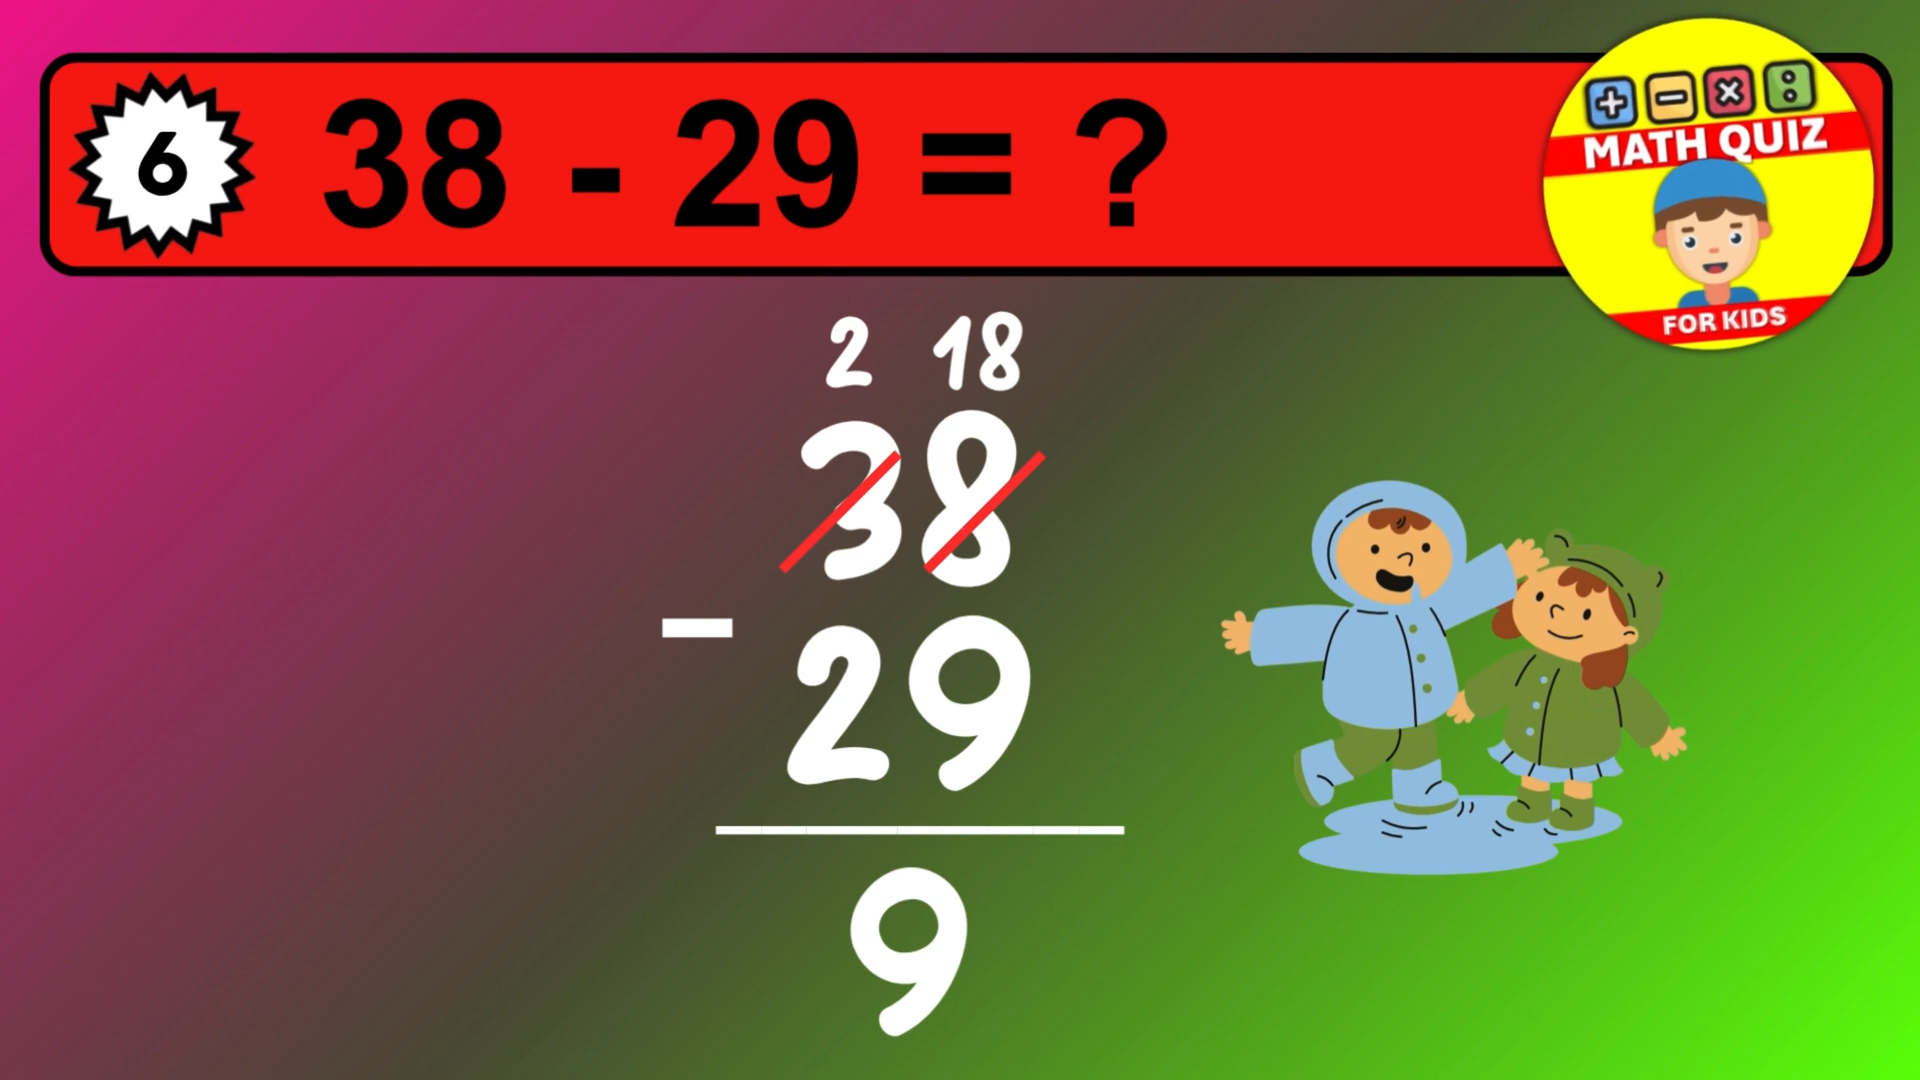 6 38 - 29 = ?
+ - × :
MATH QUIZ
FOR KIDS
2 18
38
- 29
9